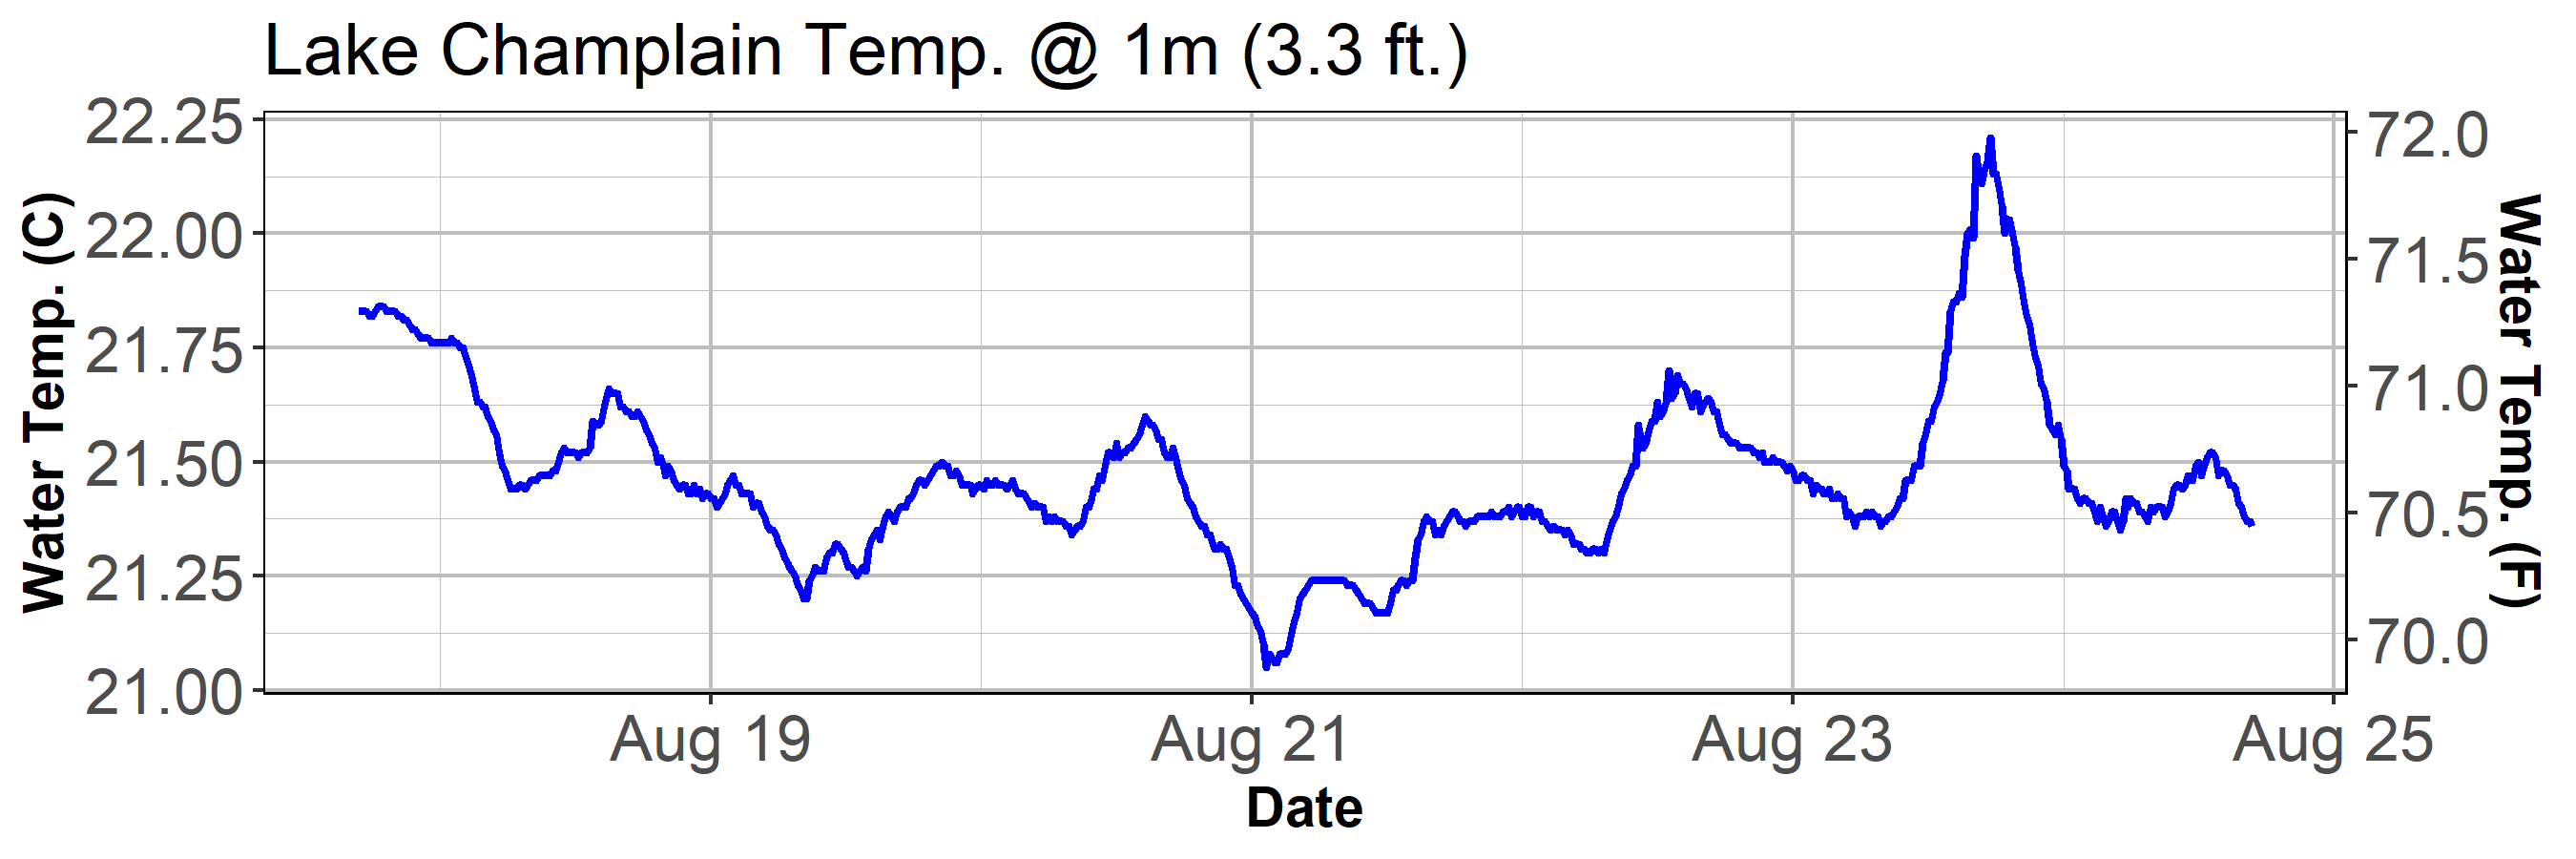 Lake Champlain Temp. @ 1m (3.3 ft.)
Water Temp. (C)
22.25
22.00
21.75
21.50
21.25
21.00
72.0
71.5
71.0
70.5
70.0
Water Temp. (F)
Aug 19 Aug 21 Aug 23 Aug 25
Date